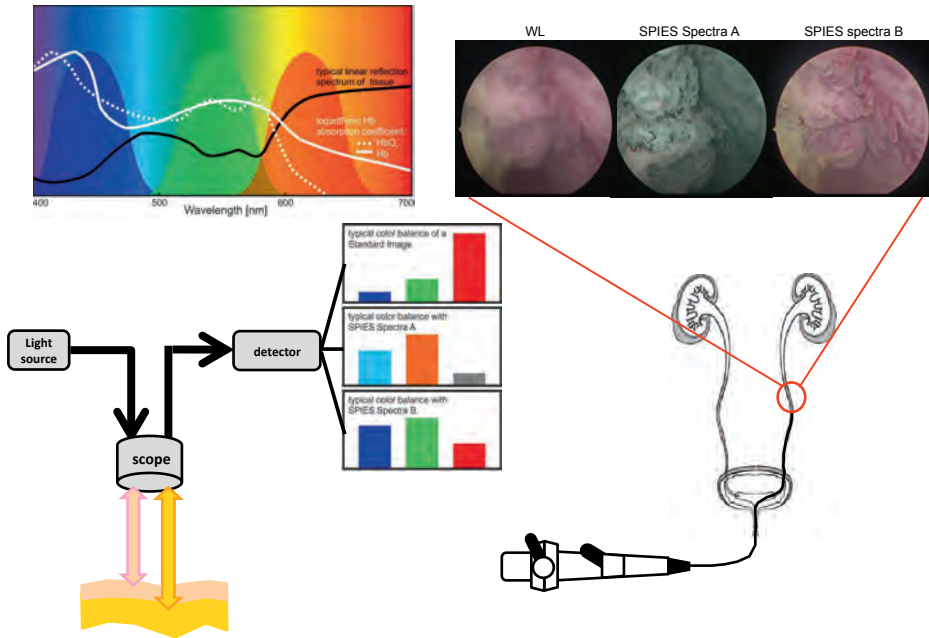 typical linear reflection
spectrum of tissue
logarithmic Hb
absorption coefficient:
HbO₂
Hb
400
500
600
700
Wavelength [nm]
WL
SPIES Spectra A
SPIES spectra B
typical color balance of a
Standard Image
typical color balance with
SPIES Spectra A
typical color balance with
SPIES Spectra B
Light
source
detector
scope